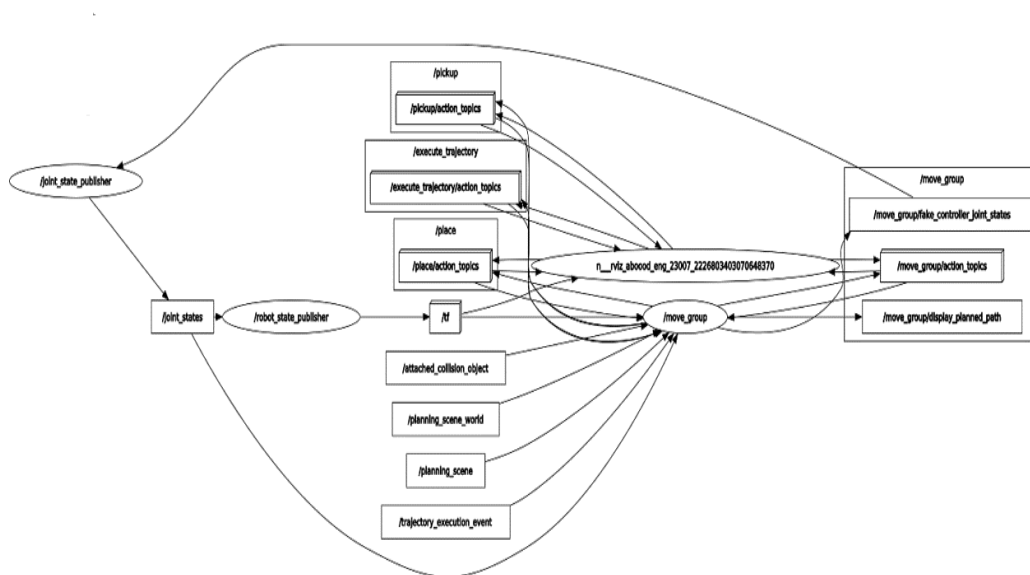 /pickup
/pickup/action_topics
/execute_trajectory
/execute_trajectory/action_topics
/joint_state_publisher
/move_group
/move_group/fake_controller_joint_states
/place
/place/action_topics
n__rviz_aboood_eng_23007_2226803403070648370
/move_group/action_topics
/joint_states
/robot_state_publisher
/tf
/move_group
/move_group/display_planned_path
/attached_collision_object
/planning_scene_world
/planning_scene
/trajectory_execution_event